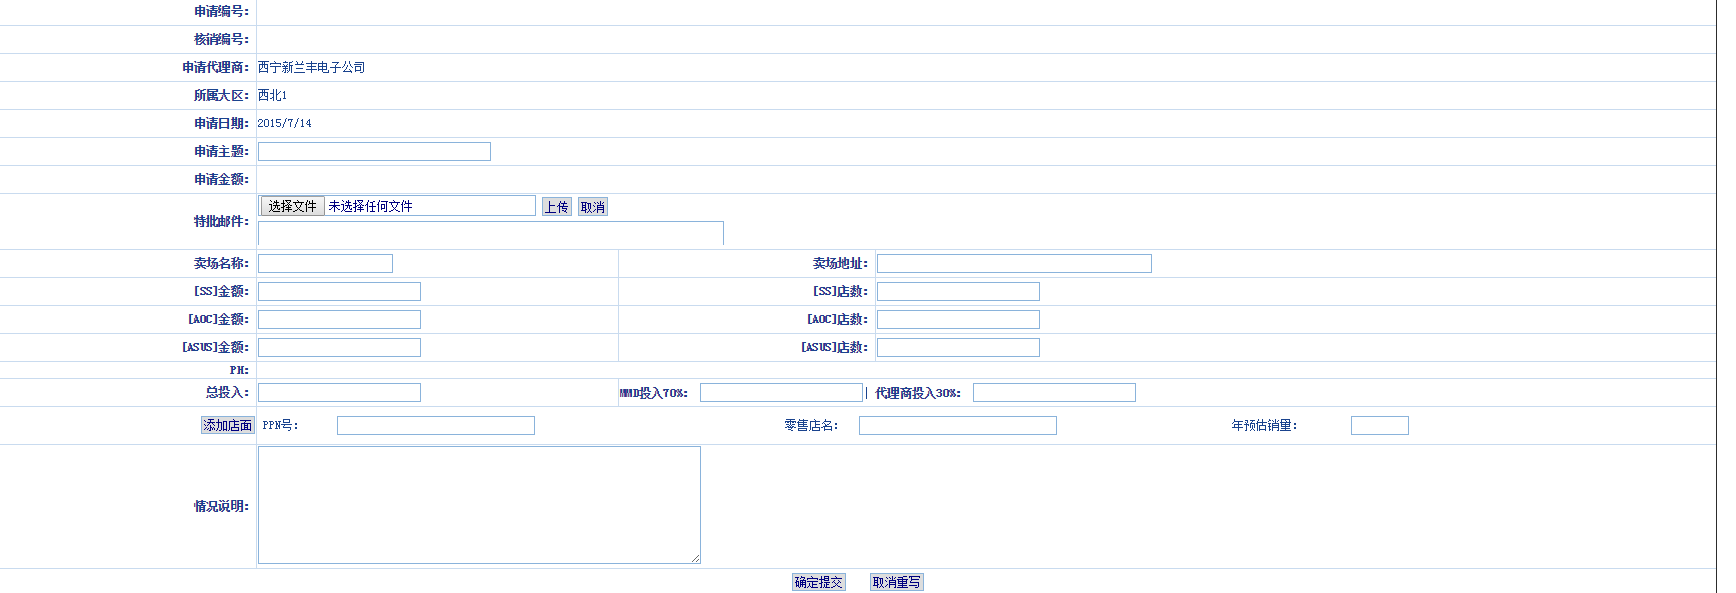 申请编号：
核销编号：
申请代理商： 西宁新兰丰电子公司
所属大区： 西北1
申请日期： 2015/7/14
申请主题：
申请金额：
选择文件 未选择任何文件 上传 取消
特批邮件：
卖场名称： 卖场地址：
[SS]金额： [SS]店数：
[AOC]金额： [AOC]店数：
[ASUS]金额： [ASUS]店数：
PM：
总投入： MMD投入70%： | 代理商投入30%：
添加店面 PPN号： 零售店名： 年预估销量：
情况说明：
确定提交 取消重写